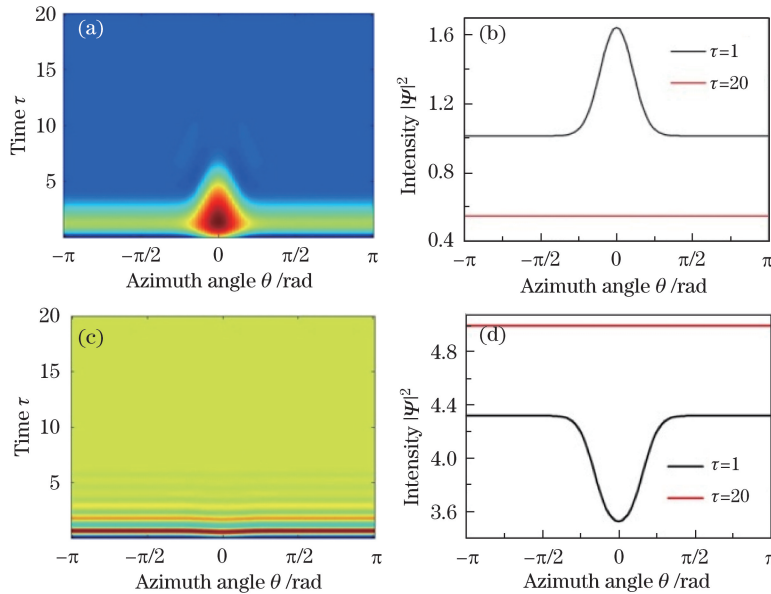 (a)
20
15
10
5
Time τ
−π
−π/2
0
π/2
π
Azimuth angle θ /rad
(b)
1.6
1.2
0.8
0.4
Intensity |Ψ|²
τ=1
τ=20
−π
−π/2
0
π/2
π
Azimuth angle θ /rad
(c)
20
15
10
5
Time τ
−π
−π/2
0
π/2
π
Azimuth angle θ /rad
(d)
4.8
4.4
4.0
3.6
Intensity |Ψ|²
τ=1
τ=20
−π
−π/2
0
π/2
π
Azimuth angle θ /rad